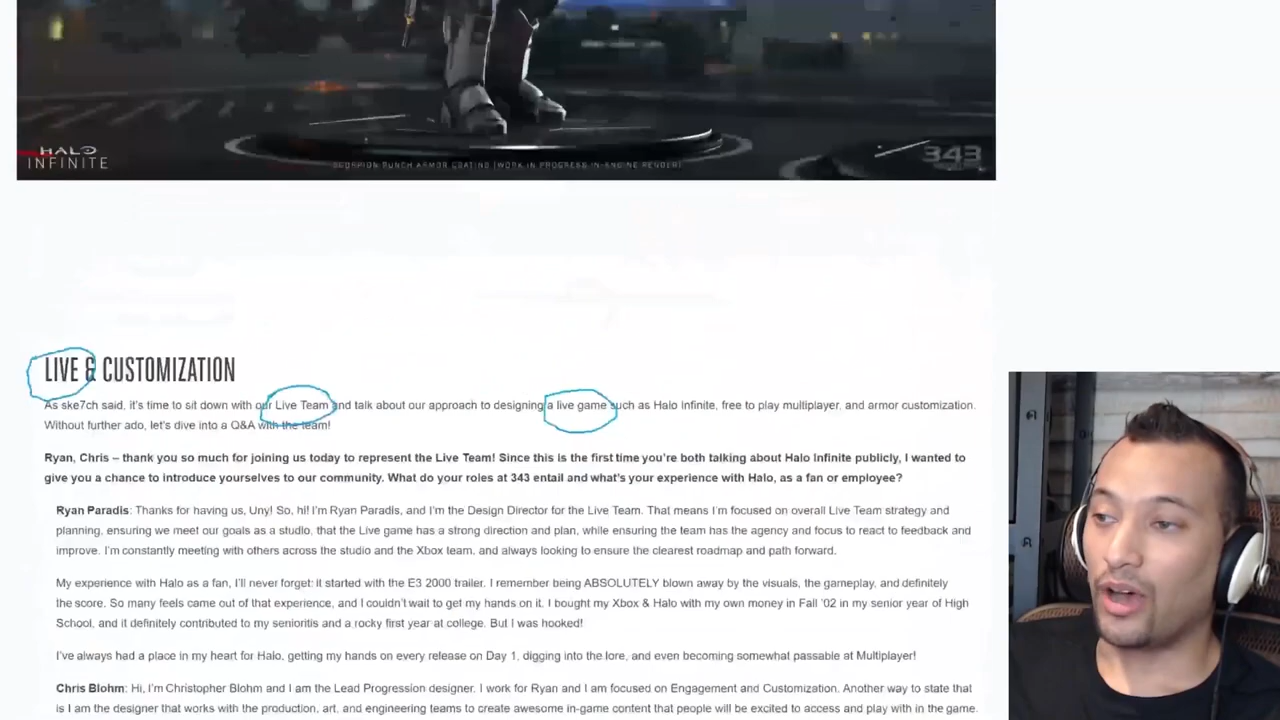 HALO
INFINITE
SCORPION PUNCH ARMOR COATING (WORK IN PROGRESS IN-ENGINE RENDER)
343
LIVE & CUSTOMIZATION
As ske7ch said, it's time to sit down with our Live Team and talk about our approach to designing a live game such as Halo Infinite, free to play multiplayer, and armor customization.
Without further ado, let's dive into a Q&A with the team!
Ryan, Chris – thank you so much for joining us today to represent the Live Team! Since this is the first time you're both talking about Halo Infinite publicly, I wanted to
give you a chance to introduce yourselves to our community. What do your roles at 343 entail and what's your experience with Halo, as a fan or employee?
Ryan Paradis: Thanks for having us, Uny! So, hi! I'm Ryan Paradis, and I'm the Design Director for the Live Team. That means I'm focused on overall Live Team strategy and
planning, ensuring we meet our goals as a studio, that the Live game has a strong direction and plan, while ensuring the team has the agency and focus to react to feedback and
improve. I'm constantly meeting with others across the studio and the Xbox team, and always looking to ensure the clearest roadmap and path forward.
My experience with Halo as a fan, I'll never forget: it started with the E3 2000 trailer. I remember being ABSOLUTELY blown away by the visuals, the gameplay, and definitely
the score. So many feels came out of that experience, and I couldn't wait to get my hands on it. I bought my Xbox & Halo with my own money in Fall '02 in my senior year of High
School, and it definitely contributed to my senioritis and a rocky first year at college. But I was hooked!
I've always had a place in my heart for Halo, getting my hands on every release on Day 1, digging into the lore, and even becoming somewhat passable at Multiplayer!
Chris Blohm: Hi, I'm Christopher Blohm and I am the Lead Progression designer. I work for Ryan and I am focused on Engagement and Customization. Another way to state that
is I am the designer that works with the production, art, and engineering teams to create awesome in-game content that people will be excited to access and play with in the game.